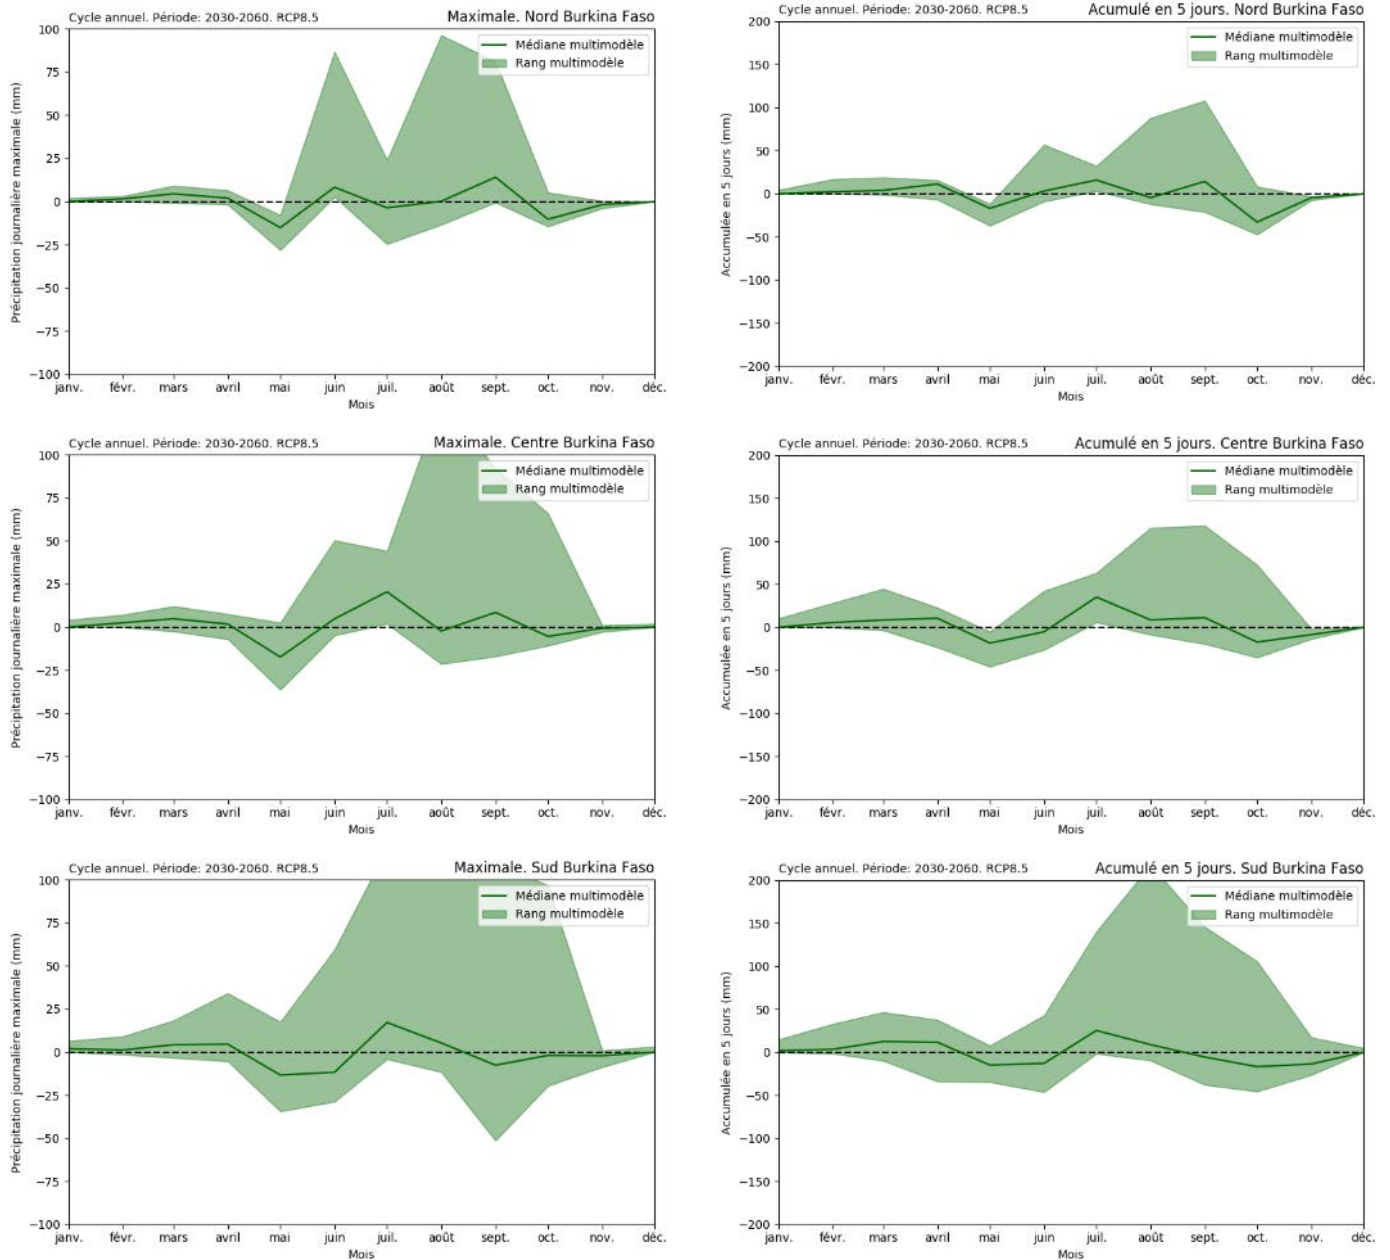 Cycle annuel. Période: 2030-2060. RCP8.5
Maximale. Nord Burkina Faso
Précipitation journalière maximale (mm)
100
75
50
25
0
−25
−50
−75
−100
Médiane multimodèle
Rang multimodèle
janv. févr. mars avril mai juin juil. août sept. oct. nov. déc.
Mois
Cycle annuel. Période: 2030-2060. RCP8.5
Acumulé en 5 jours. Nord Burkina Faso
Accumulée en 5 jours (mm)
200
150
100
50
0
−50
−100
−150
−200
Médiane multimodèle
Rang multimodèle
janv. févr. mars avril mai juin juil. août sept. oct. nov. déc.
Mois
Cycle annuel. Période: 2030-2060. RCP8.5
Maximale. Centre Burkina Faso
Précipitation journalière maximale (mm)
100
75
50
25
0
−25
−50
−75
−100
Médiane multimodèle
Rang multimodèle
janv. févr. mars avril mai juin juil. août sept. oct. nov. déc.
Mois
Cycle annuel. Période: 2030-2060. RCP8.5
Acumulé en 5 jours. Centre Burkina Faso
Accumulée en 5 jours (mm)
200
150
100
50
0
−50
−100
−150
−200
Médiane multimodèle
Rang multimodèle
janv. févr. mars avril mai juin juil. août sept. oct. nov. déc.
Mois
Cycle annuel. Période: 2030-2060. RCP8.5
Maximale. Sud Burkina Faso
Précipitation journalière maximale (mm)
100
75
50
25
0
−25
−50
−75
−100
Médiane multimodèle
Rang multimodèle
janv. févr. mars avril mai juin juil. août sept. oct. nov. déc.
Mois
Cycle annuel. Période: 2030-2060. RCP8.5
Acumulé en 5 jours. Sud Burkina Faso
Accumulée en 5 jours (mm)
200
150
100
50
0
−50
−100
−150
−200
Médiane multimodèle
Rang multimodèle
janv. févr. mars avril mai juin juil. août sept. oct. nov. déc.
Mois